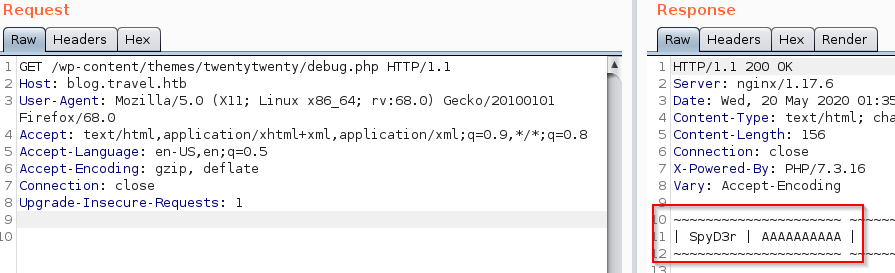 Request
Raw Headers Hex
1 GET /wp-content/themes/twentytwenty/debug.php HTTP/1.1
2 Host: blog.travel.htb
3 User-Agent: Mozilla/5.0 (X11; Linux x86_64; rv:68.0) Gecko/20100101
Firefox/68.0
4 Accept: text/html,application/xhtml+xml,application/xml;q=0.9,*/*;q=0.8
5 Accept-Language: en-US,en;q=0.5
6 Accept-Encoding: gzip, deflate
7 Connection: close
8 Upgrade-Insecure-Requests: 1
9
10
Response
Raw Headers Hex Render
1 HTTP/1.1 200 OK
2 Server: nginx/1.17.6
3 Date: Wed, 20 May 2020 01:35
4 Content-Type: text/html; cha
5 Content-Length: 156
6 Connection: close
7 X-Powered-By: PHP/7.3.16
8 Vary: Accept-Encoding
9
10 ~~~~~~~~~~~~~~~~~~~~~ ~~~~~~
11 | SpyD3r | AAAAAAAAAA |
12 ~~~~~~~~~~~~~~~~~~~~~ ~~~~~~
13